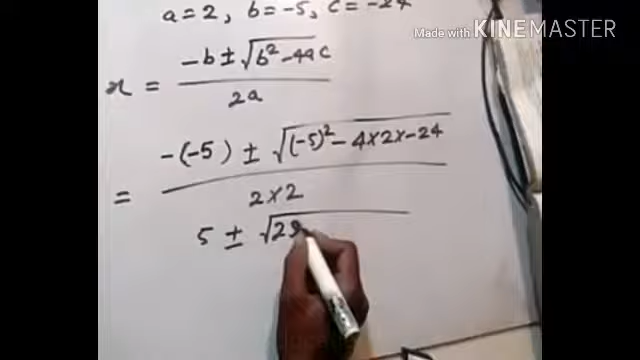 a=2, b=-5, c=-24
Made with KINEMASTER
x = -b ± √b² - 4ac / 2a
= -(-5) ± √(-5)² - 4×2×-24 / 2×2
5 ± √2